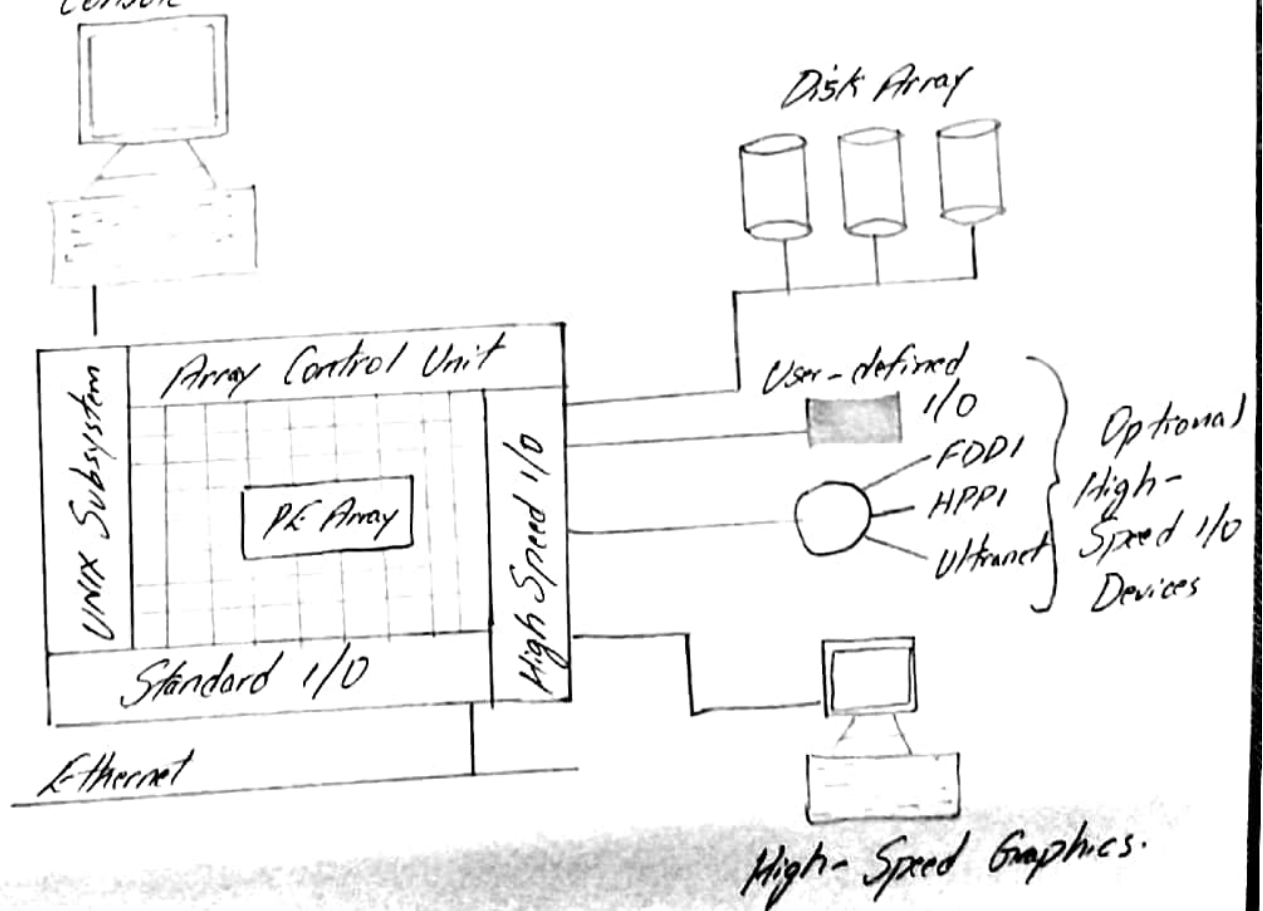 Console
Disk Array
Array Control Unit
UNIX Subsystem
PE Array
High Speed I/O
Standard I/O
Ethernet
User-defined
I/O
FDDI
HPPI
Ultranet
Optional
High-
Speed I/O
Devices
High-Speed Graphics.